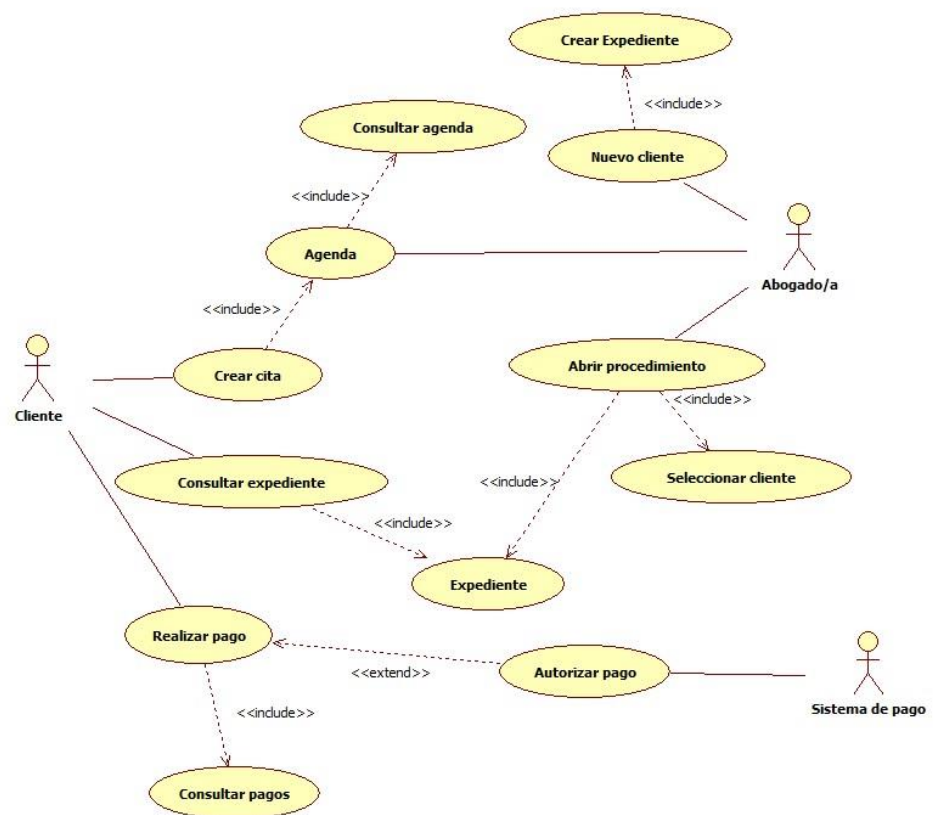 Crear Expediente
<<include>>
Consultar agenda
Nuevo cliente
<<include>>
Agenda
Abogado/a
<<include>>
Crear cita
Abrir procedimiento
<<include>>
Cliente
Consultar expediente
Seleccionar cliente
<<include>>
<<include>>
Expediente
Realizar pago
<<extend>>
Autorizar pago
Sistema de pago
<<include>>
Consultar pagos